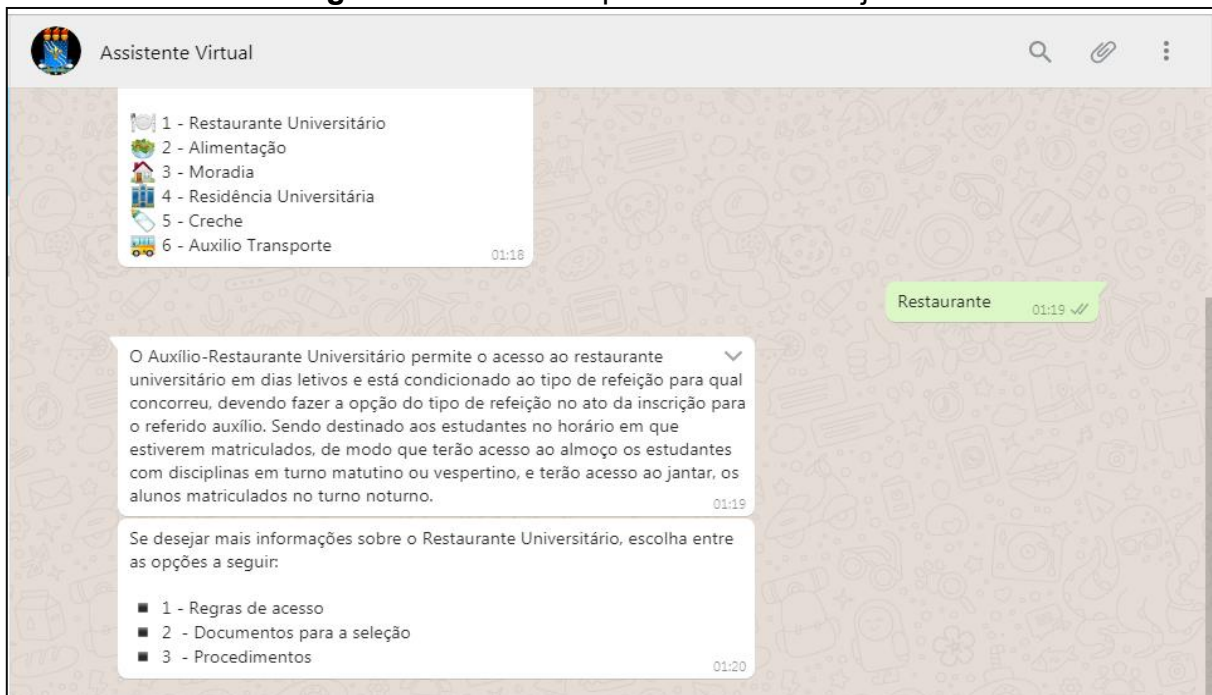 Assistente Virtual
1 - Restaurante Universitário
2 - Alimentação
3 - Moradia
4 - Residência Universitária
5 - Creche
6 - Auxilio Transporte
01:18
Restaurante
01:19
O Auxílio-Restaurante Universitário permite o acesso ao restaurante
universitário em dias letivos e está condicionado ao tipo de refeição para qual
concorreu, devendo fazer a opção do tipo de refeição no ato da inscrição para
o referido auxílio. Sendo destinado aos estudantes no horário em que
estiverem matriculados, de modo que terão acesso ao almoço os estudantes
com disciplinas em turno matutino ou vespertino, e terão acesso ao jantar, os
alunos matriculados no turno noturno.
01:19
Se desejar mais informações sobre o Restaurante Universitário, escolha entre
as opções a seguir:
1 - Regras de acesso
2 - Documentos para a seleção
3 - Procedimentos
01:20